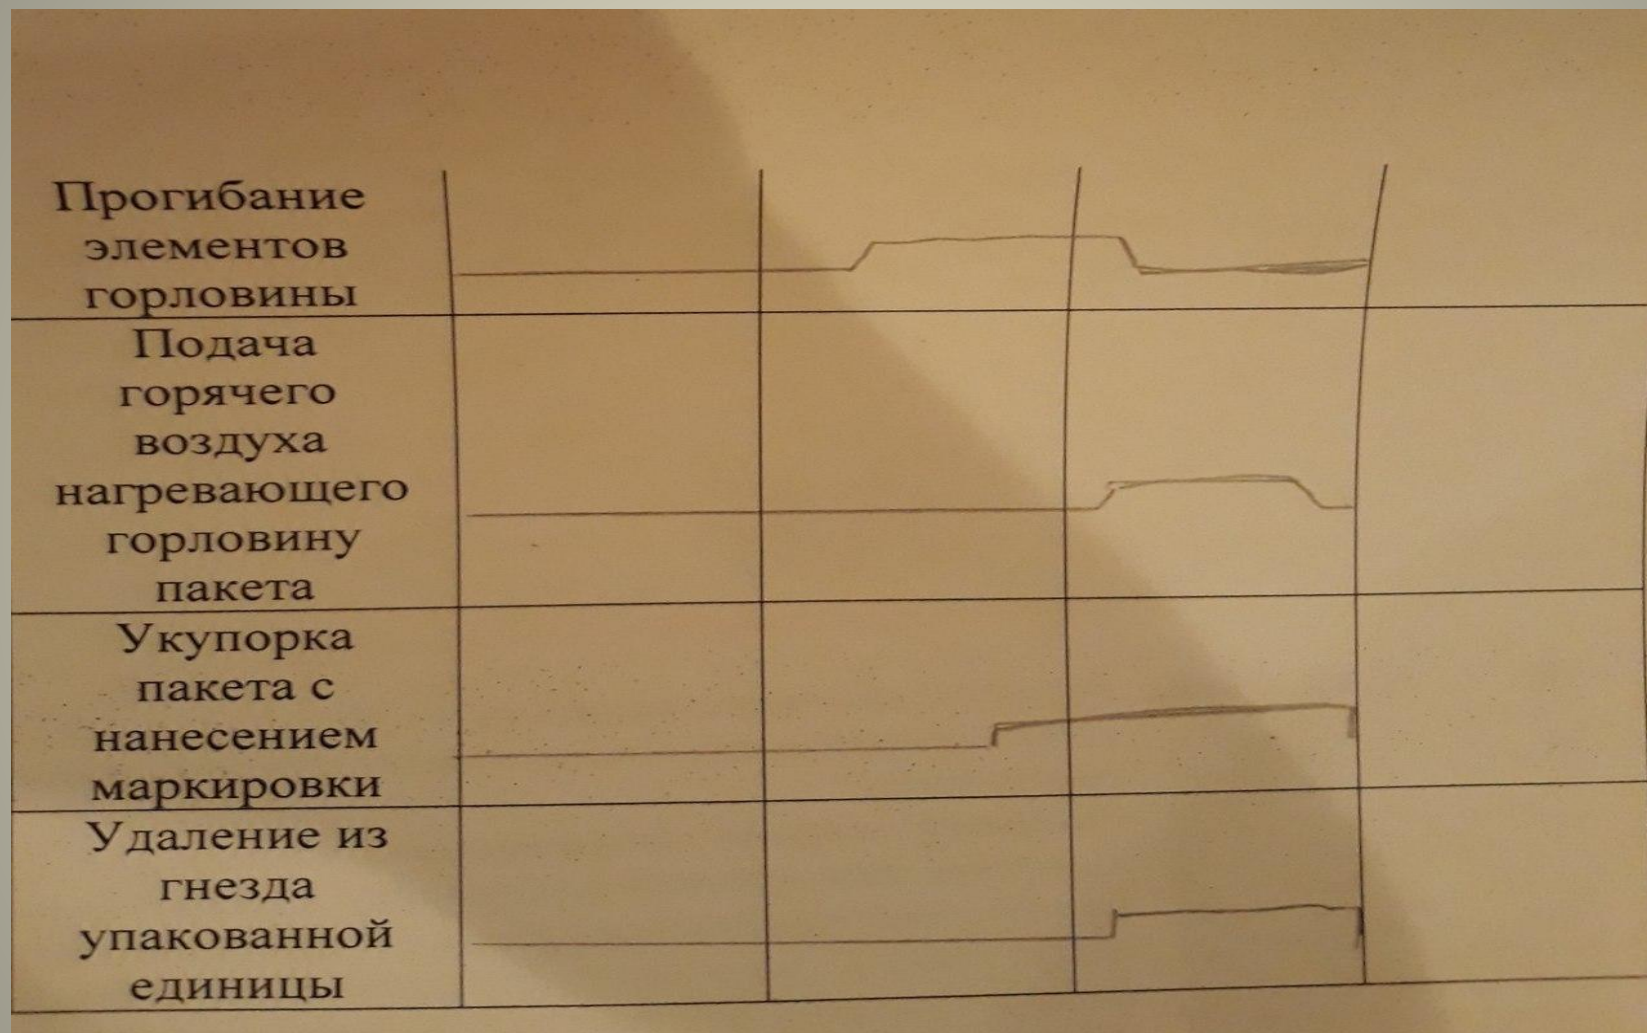 Прогибание
элементов
горловины
Подача
горячего
воздуха
нагревающего
горловину
пакета
Укупорка
пакета с
нанесением
маркировки
Удаление из
гнезда
упакованной
единицы